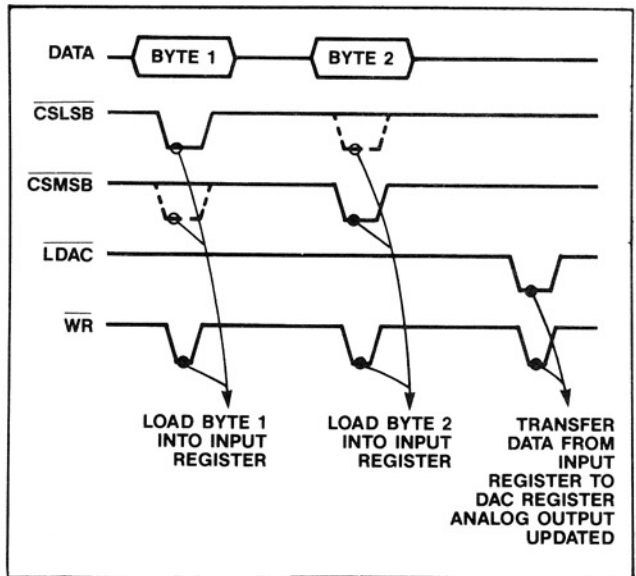 DATA
BYTE 1
BYTE 2
CSLSB
CSMSB
LDAC
WR
LOAD BYTE 1
INTO INPUT
REGISTER
LOAD BYTE 2
INTO INPUT
REGISTER
TRANSFER
DATA FROM
INPUT
REGISTER TO
DAC REGISTER
ANALOG OUTPUT
UPDATED